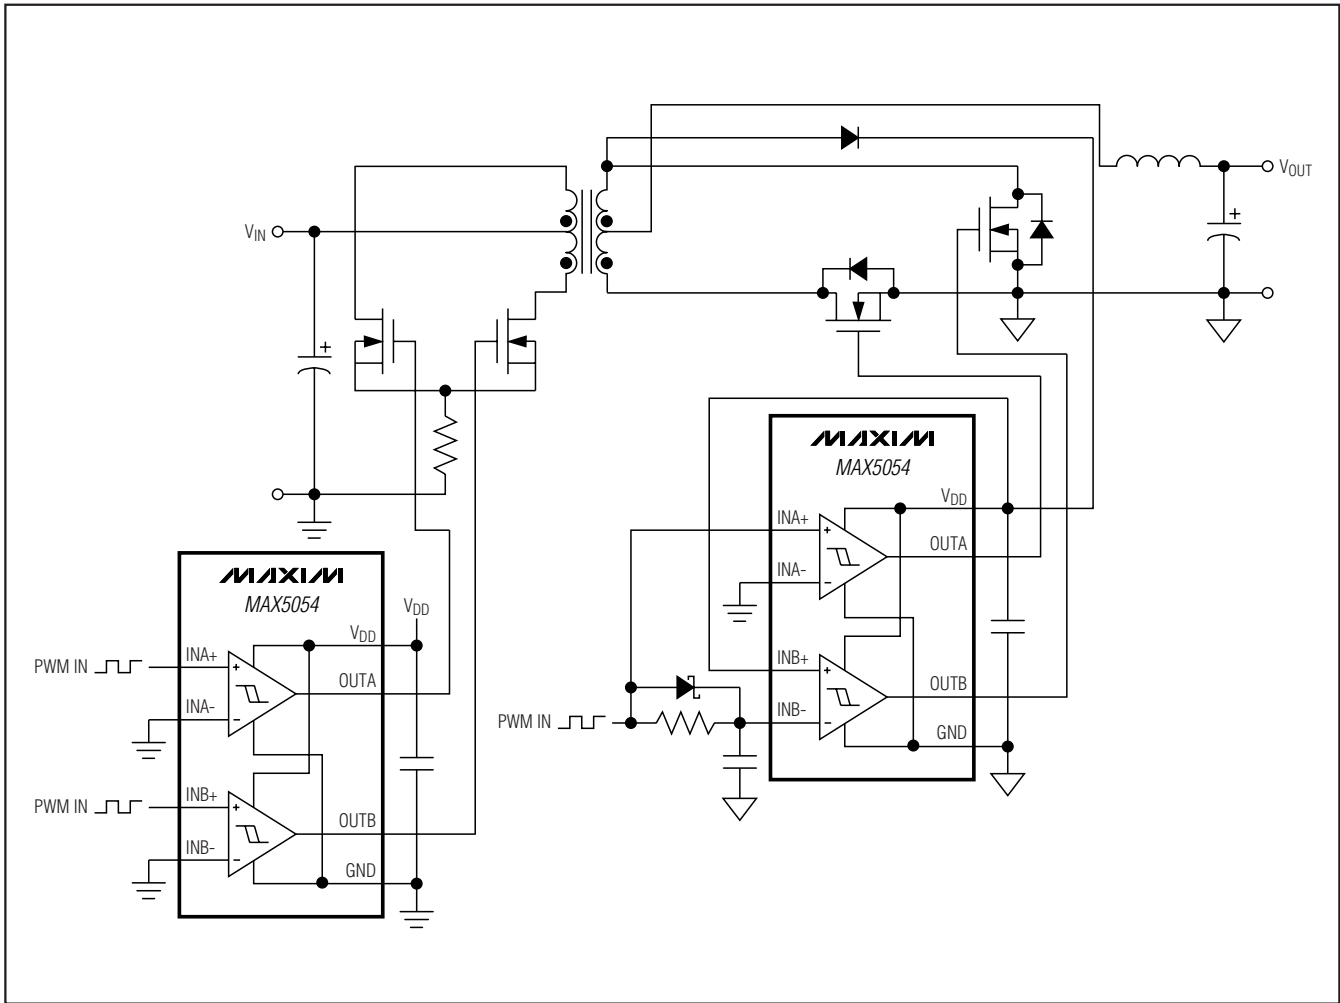 VIN
VOUT
+
+
MAXIM
MAX5054
VDD
INA+
+
OUTA
INA-
-
INB+
+
OUTB
PWM IN
INB-
-
GND
MAXIM
MAX5054
VDD
VDD
PWM IN
INA+
+
OUTA
INA-
-
PWM IN
INB+
+
OUTB
INB-
-
GND